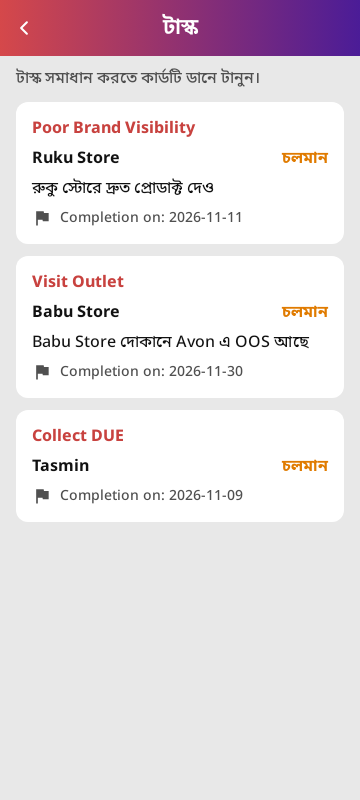 টাস্ক
টাস্ক সমাধান করতে কার্ডটি ডানে টানুন।
Poor Brand Visibility
Ruku Store চলমান
রুকু স্টোরে দ্রুত প্রোডাক্ট দেও
Completion on: 2026-11-11
Visit Outlet
Babu Store চলমান
Babu Store দোকানে Avon এ OOS আছে
Completion on: 2026-11-30
Collect DUE
Tasmin চলমান
Completion on: 2026-11-09